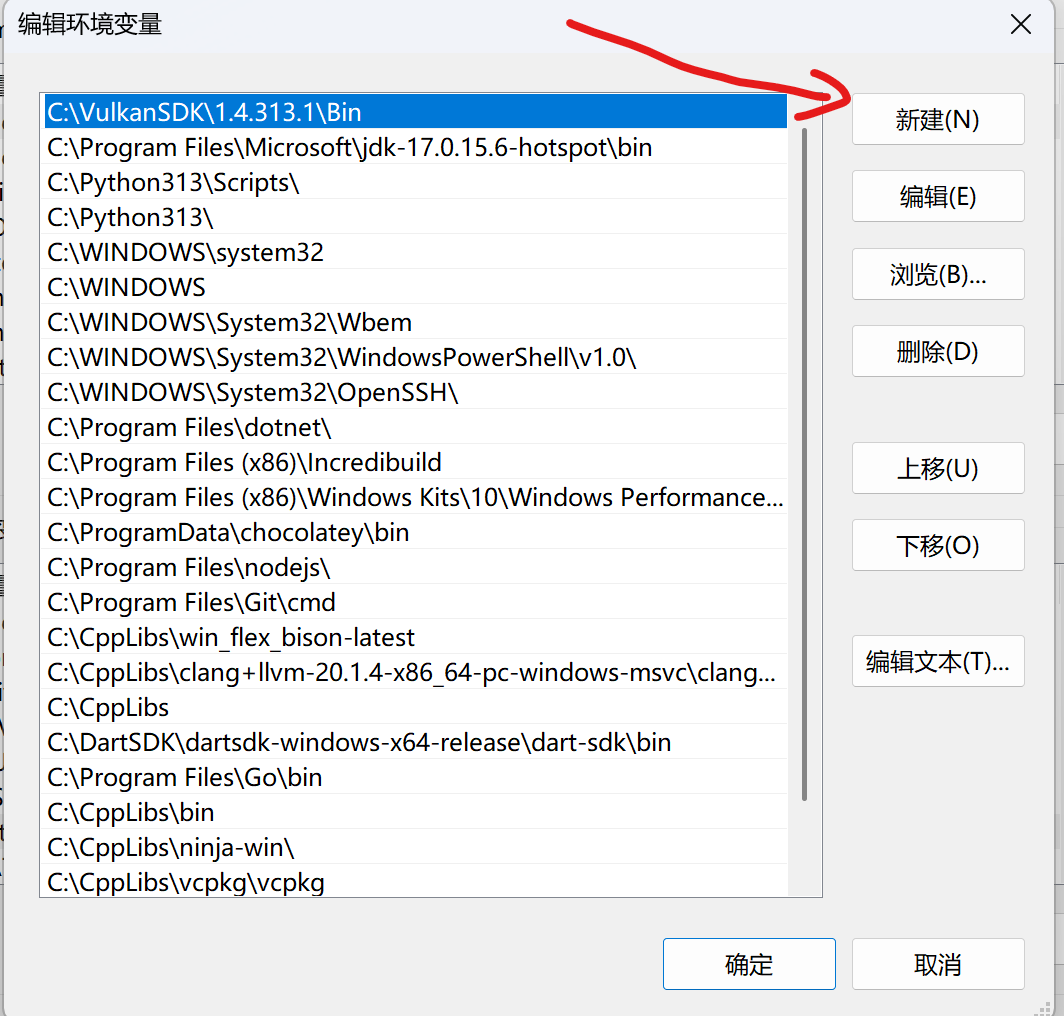 编辑环境变量
C:\VulkanSDK\1.4.313.1\Bin
C:\Program Files\Microsoft\jdk-17.0.15.6-hotspot\bin
C:\Python313\Scripts\
C:\Python313\
C:\WINDOWS\system32
C:\WINDOWS
C:\WINDOWS\System32\Wbem
C:\WINDOWS\System32\WindowsPowerShell\v1.0\
C:\WINDOWS\System32\OpenSSH\
C:\Program Files\dotnet\
C:\Program Files (x86)\Incredibuild
C:\Program Files (x86)\Windows Kits\10\Windows Performance...
C:\ProgramData\chocolatey\bin
C:\Program Files\nodejs\
C:\Program Files\Git\cmd
C:\CppLibs\win_flex_bison-latest
C:\CppLibs\clang+llvm-20.1.4-x86_64-pc-windows-msvc\clang...
C:\CppLibs
C:\DartSDK\dartsdk-windows-x64-release\dart-sdk\bin
C:\Program Files\Go\bin
C:\CppLibs\bin
C:\CppLibs\ninja-win\
C:\CppLibs\vcpkg\vcpkg
新建(N)
编辑(E)
浏览(B)...
删除(D)
上移(U)
下移(O)
编辑文本(T)...
确定
取消